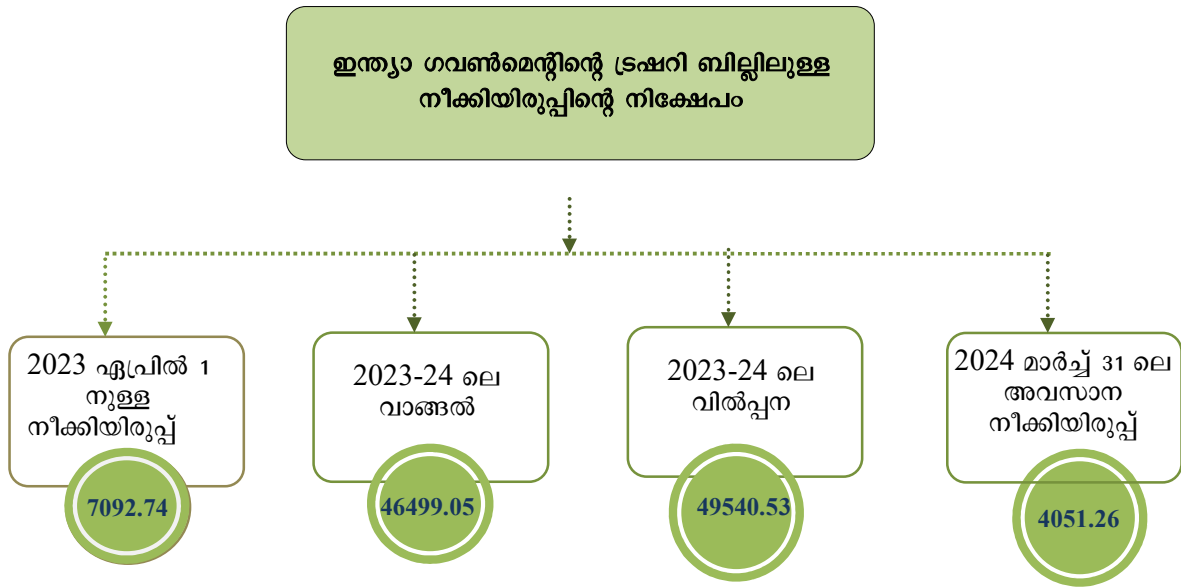 ഇന്ത്യാ ഗവൺമെന്റിന്റെ ട്രഷറി ബില്ലിലുള്ള
നീക്കിയിരുപ്പിന്റെ നിക്ഷേപം
2023 ഏപ്രിൽ 1
നുള്ള
നീക്കിയിരുപ്പ്
7092.74
2023-24 ലെ
വാങ്ങൽ
46499.05
2023-24 ലെ
വിൽപ്പന
49540.53
2024 മാർച്ച് 31 ലെ
അവസാന
നീക്കിയിരുപ്പ്
4051.26